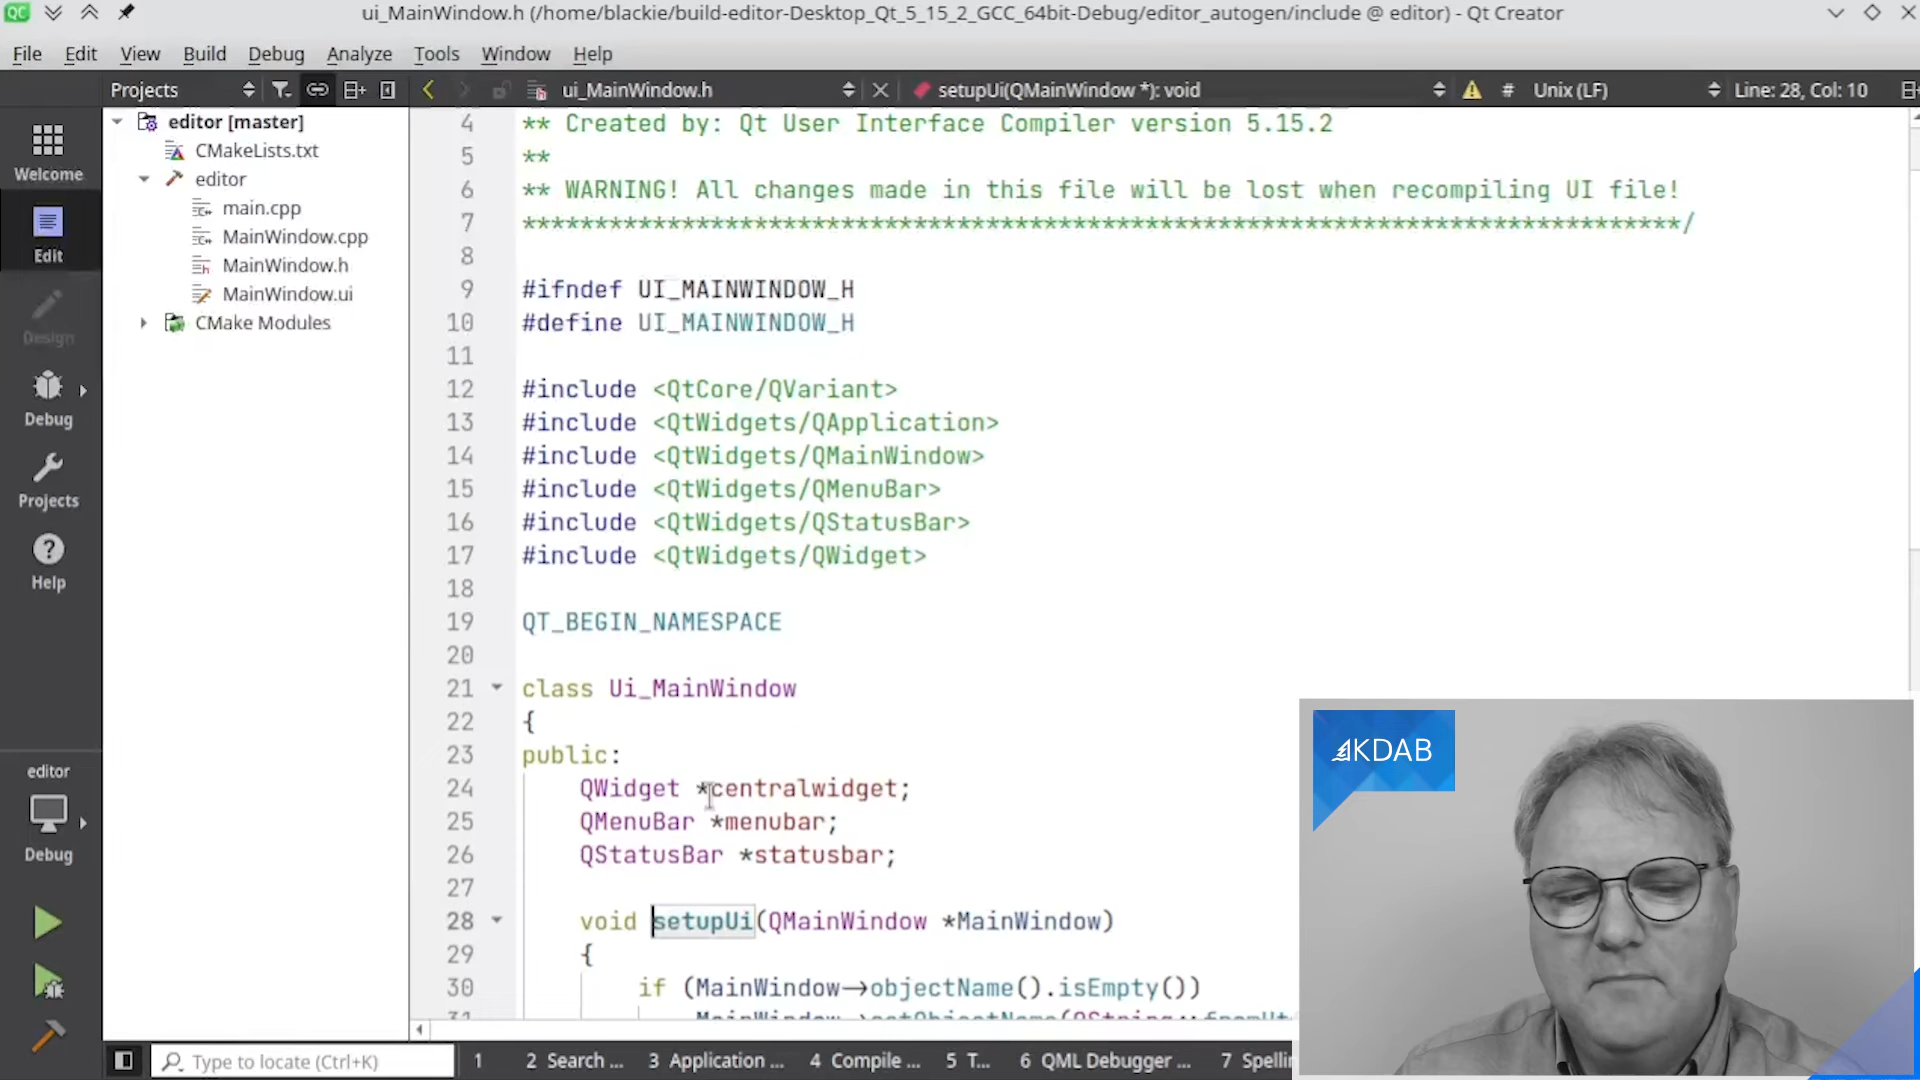 ui_MainWindow.h (/home/blackie/build-editor-Desktop_Qt_5_15_2_GCC_64bit-Debug/editor_autogen/include @ editor) - Qt Creator
File Edit View Build Debug Analyze Tools Window Help
Projects ui_MainWindow.h setupUi(QMainWindow *): void # Unix (LF) Line: 28, Col: 10
Welcome
Edit
Design
Debug
Projects
Help
editor
Debug
editor [master]
CMakeLists.txt
editor
main.cpp
MainWindow.cpp
MainWindow.h
MainWindow.ui
CMake Modules
4 ** Created by: Qt User Interface Compiler version 5.15.2
5 **
6 ** WARNING! All changes made in this file will be lost when recompiling UI file!
7 ********************************************************************************/
8
9 #ifndef UI_MAINWINDOW_H
10 #define UI_MAINWINDOW_H
11
12 #include <QtCore/QVariant>
13 #include <QtWidgets/QApplication>
14 #include <QtWidgets/QMainWindow>
15 #include <QtWidgets/QMenuBar>
16 #include <QtWidgets/QStatusBar>
17 #include <QtWidgets/QWidget>
18
19 QT_BEGIN_NAMESPACE
20
21 class Ui_MainWindow
22 {
23 public:
24 QWidget *centralwidget;
25 QMenuBar *menubar;
26 QStatusBar *statusbar;
27
28 void setupUi(QMainWindow *MainWindow)
29 {
30 if (MainWindow->objectName().isEmpty())
KDAB
Type to locate (Ctrl+K) 1 2 Search ... 3 Application ... 4 Compile ... 5 T... 6 QML Debugger ... 7